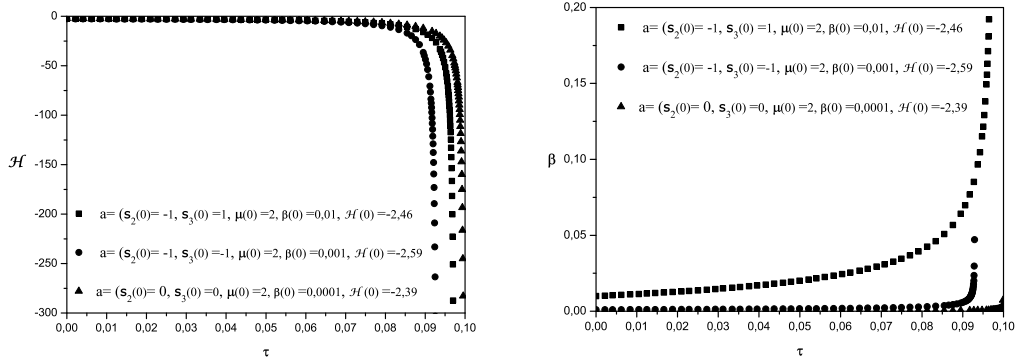 0
-50
-100
-150
-200
-250
-300
ℋ
a= (s₂(0)= -1, s₃(0) =1, μ(0) =2, β(0) =0,01, ℋ(0)=-2,46
a= (s₂(0)= -1, s₃(0) =-1, μ(0) =2, β(0) =0,001, ℋ(0)=-2,59
a= (s₂(0)= 0, s₃(0) =0, μ(0) =2, β(0) =0,0001, ℋ(0)=-2,39
0,00 0,01 0,02 0,03 0,04 0,05 0,06 0,07 0,08 0,09 0,10
τ
0,20
0,15
0,10
0,05
0,00
β
a= (s₂(0)= -1, s₃(0) =1, μ(0) =2, β(0) =0,01, ℋ(0)=-2,46
a= (s₂(0)= -1, s₃(0) =-1, μ(0) =2, β(0) =0,001, ℋ(0)=-2,59
a= (s₂(0)= 0, s₃(0) =0, μ(0) =2, β(0) =0,0001, ℋ(0)=-2,39
0,00 0,01 0,02 0,03 0,04 0,05 0,06 0,07 0,08 0,09 0,10
τ